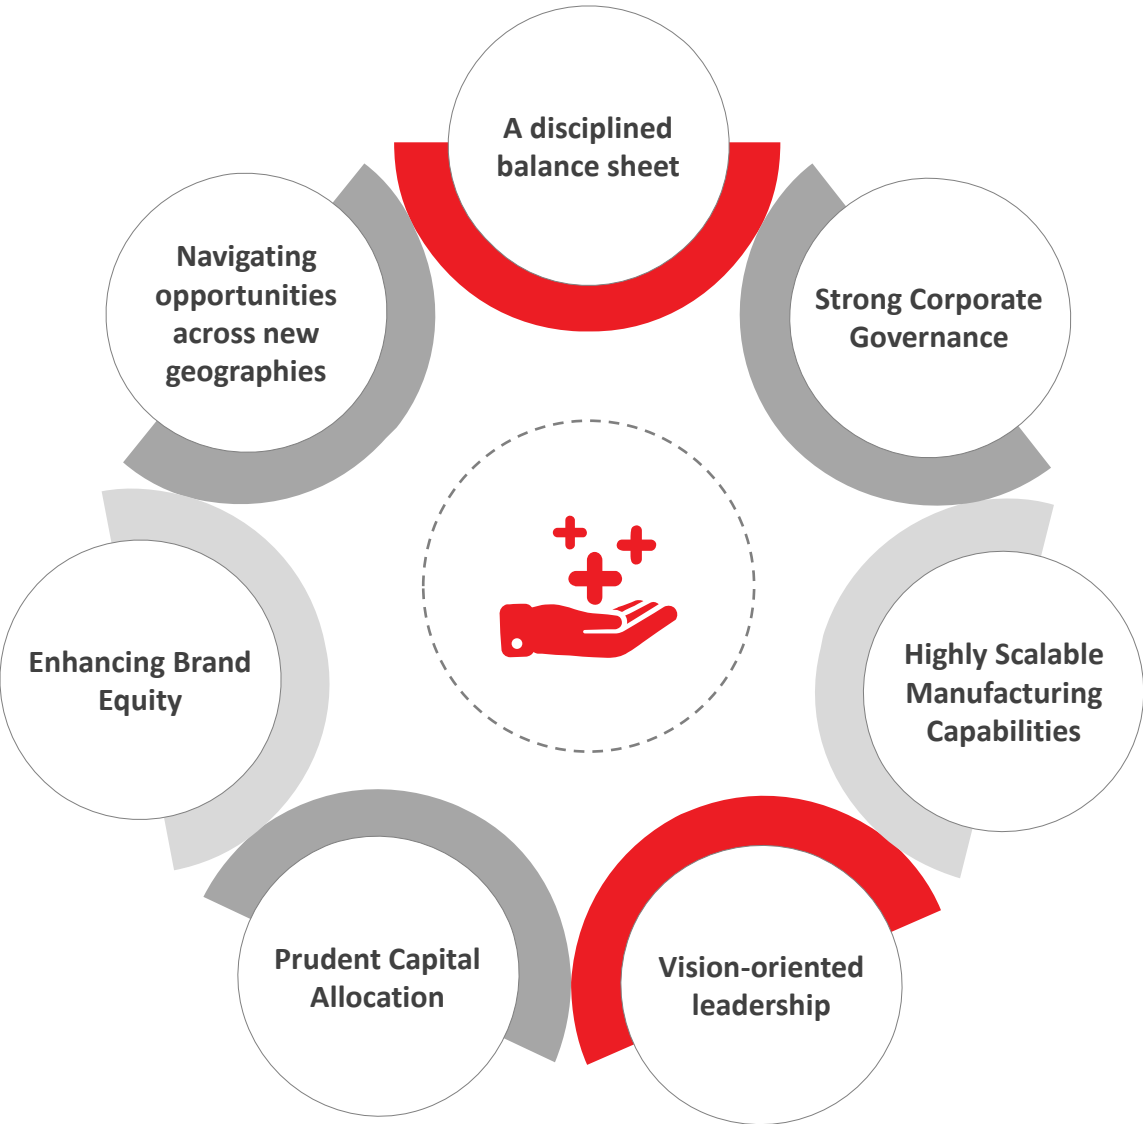 A disciplined
balance sheet
Strong Corporate
Governance
Highly Scalable
Manufacturing
Capabilities
Vision-oriented
leadership
Prudent Capital
Allocation
Enhancing Brand
Equity
Navigating
opportunities
across new
geographies